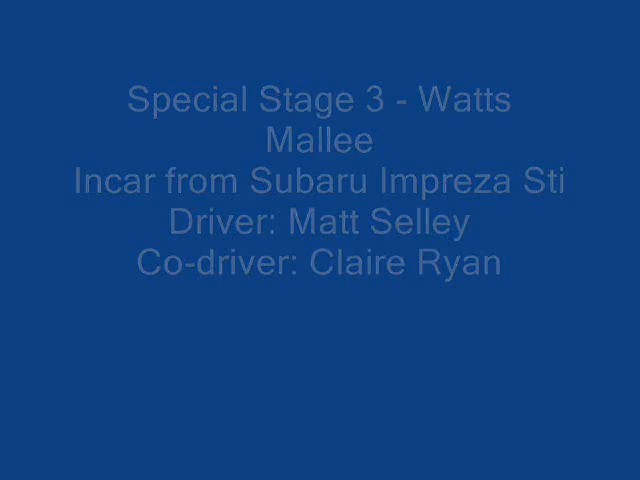 Special Stage 3 - Watts
Mallee
Incar from Subaru Impreza Sti
Driver: Matt Selley
Co-driver: Claire Ryan